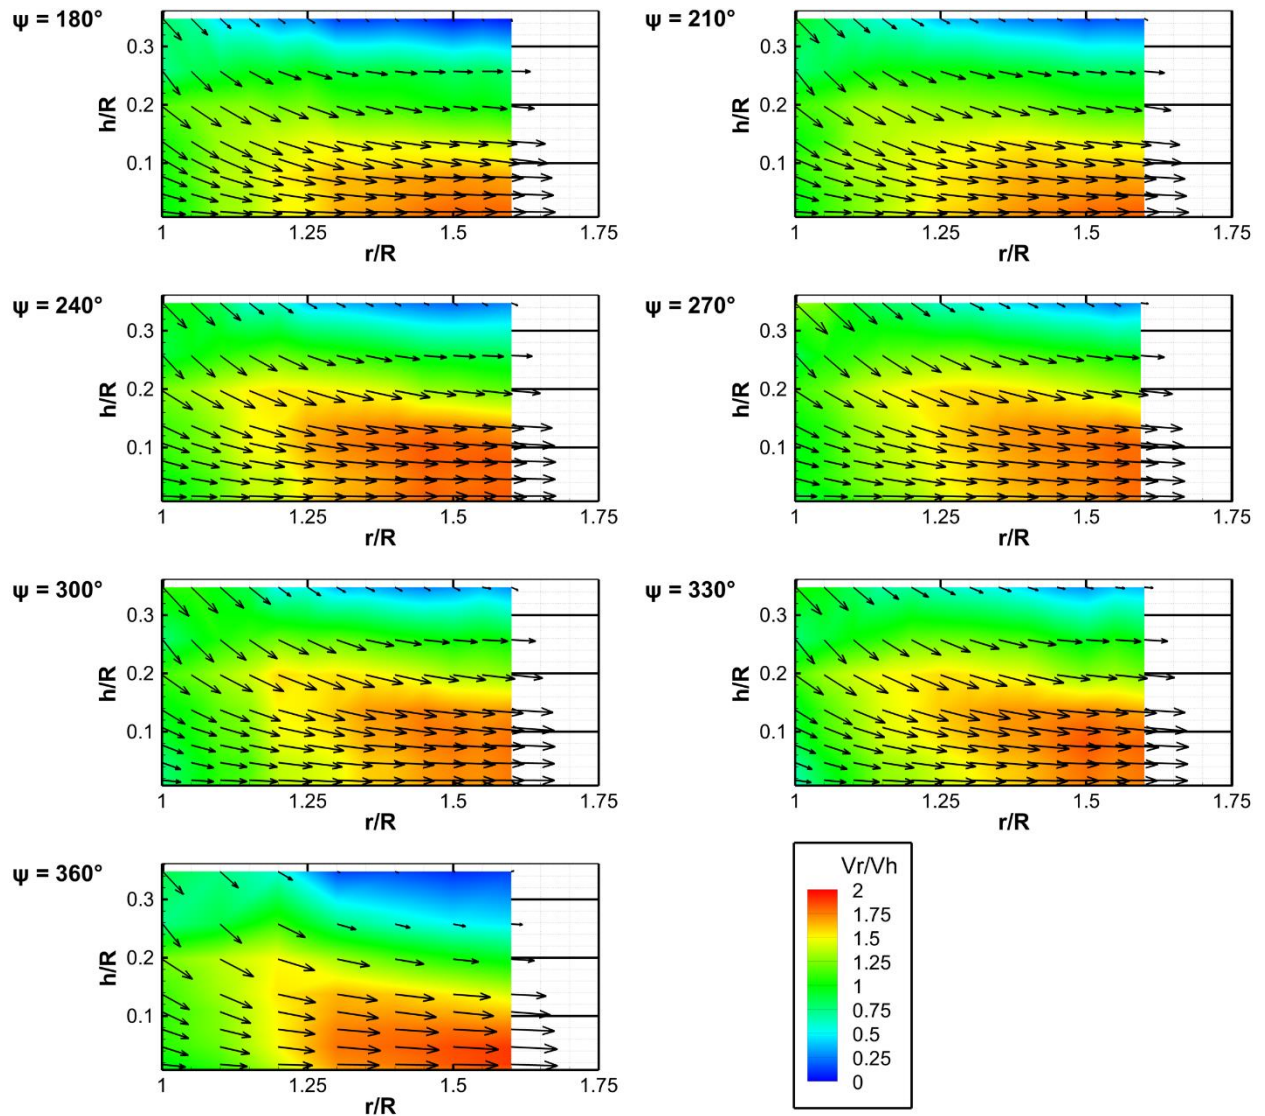 ψ = 180°
h/R
0.3
0.2
0.1
1
1.25
1.5
1.75
r/R
ψ = 210°
h/R
0.3
0.2
0.1
1
1.25
1.5
1.75
r/R
ψ = 240°
h/R
0.3
0.2
0.1
1
1.25
1.5
1.75
r/R
ψ = 270°
h/R
0.3
0.2
0.1
1
1.25
1.5
1.75
r/R
ψ = 300°
h/R
0.3
0.2
0.1
1
1.25
1.5
1.75
r/R
ψ = 330°
h/R
0.3
0.2
0.1
1
1.25
1.5
1.75
r/R
ψ = 360°
h/R
0.3
0.2
0.1
1
1.25
1.5
1.75
r/R
Vr/Vh
2
1.75
1.5
1.25
1
0.75
0.5
0.25
0